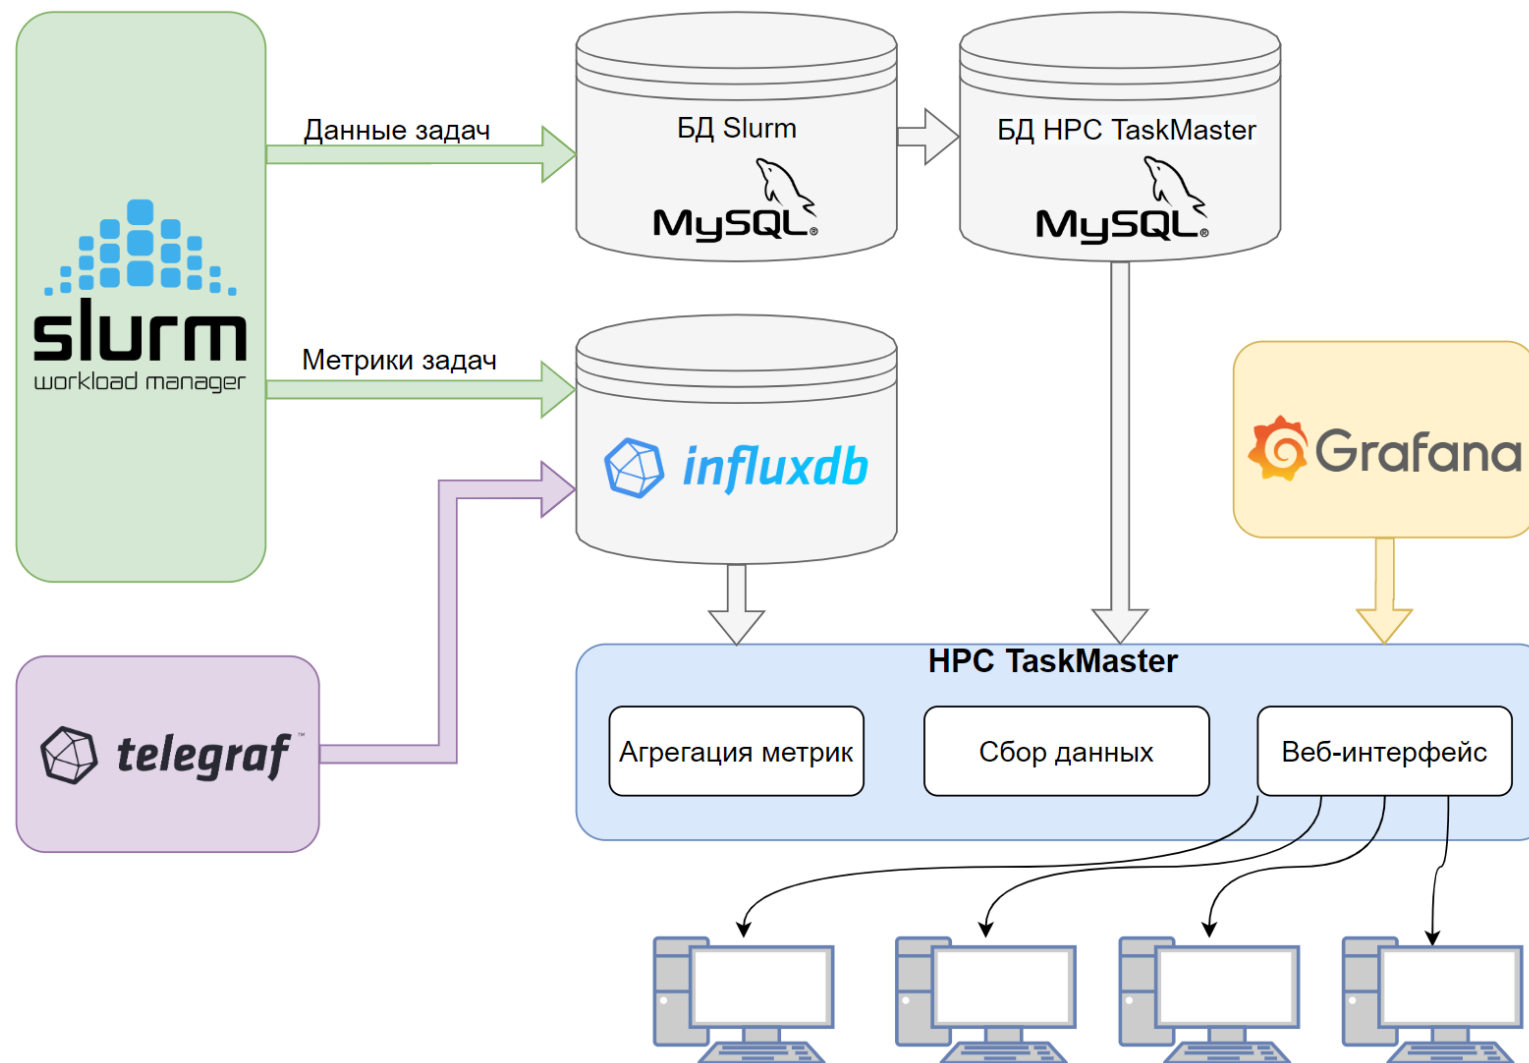 Данные задач
БД Slurm
MySQL®
БД HPC TaskMaster
MySQL®
slurm
workload manager
Метрики задач
influxdb
Grafana
telegraf™
HPC TaskMaster
Агрегация метрик
Сбор данных
Веб-интерфейс